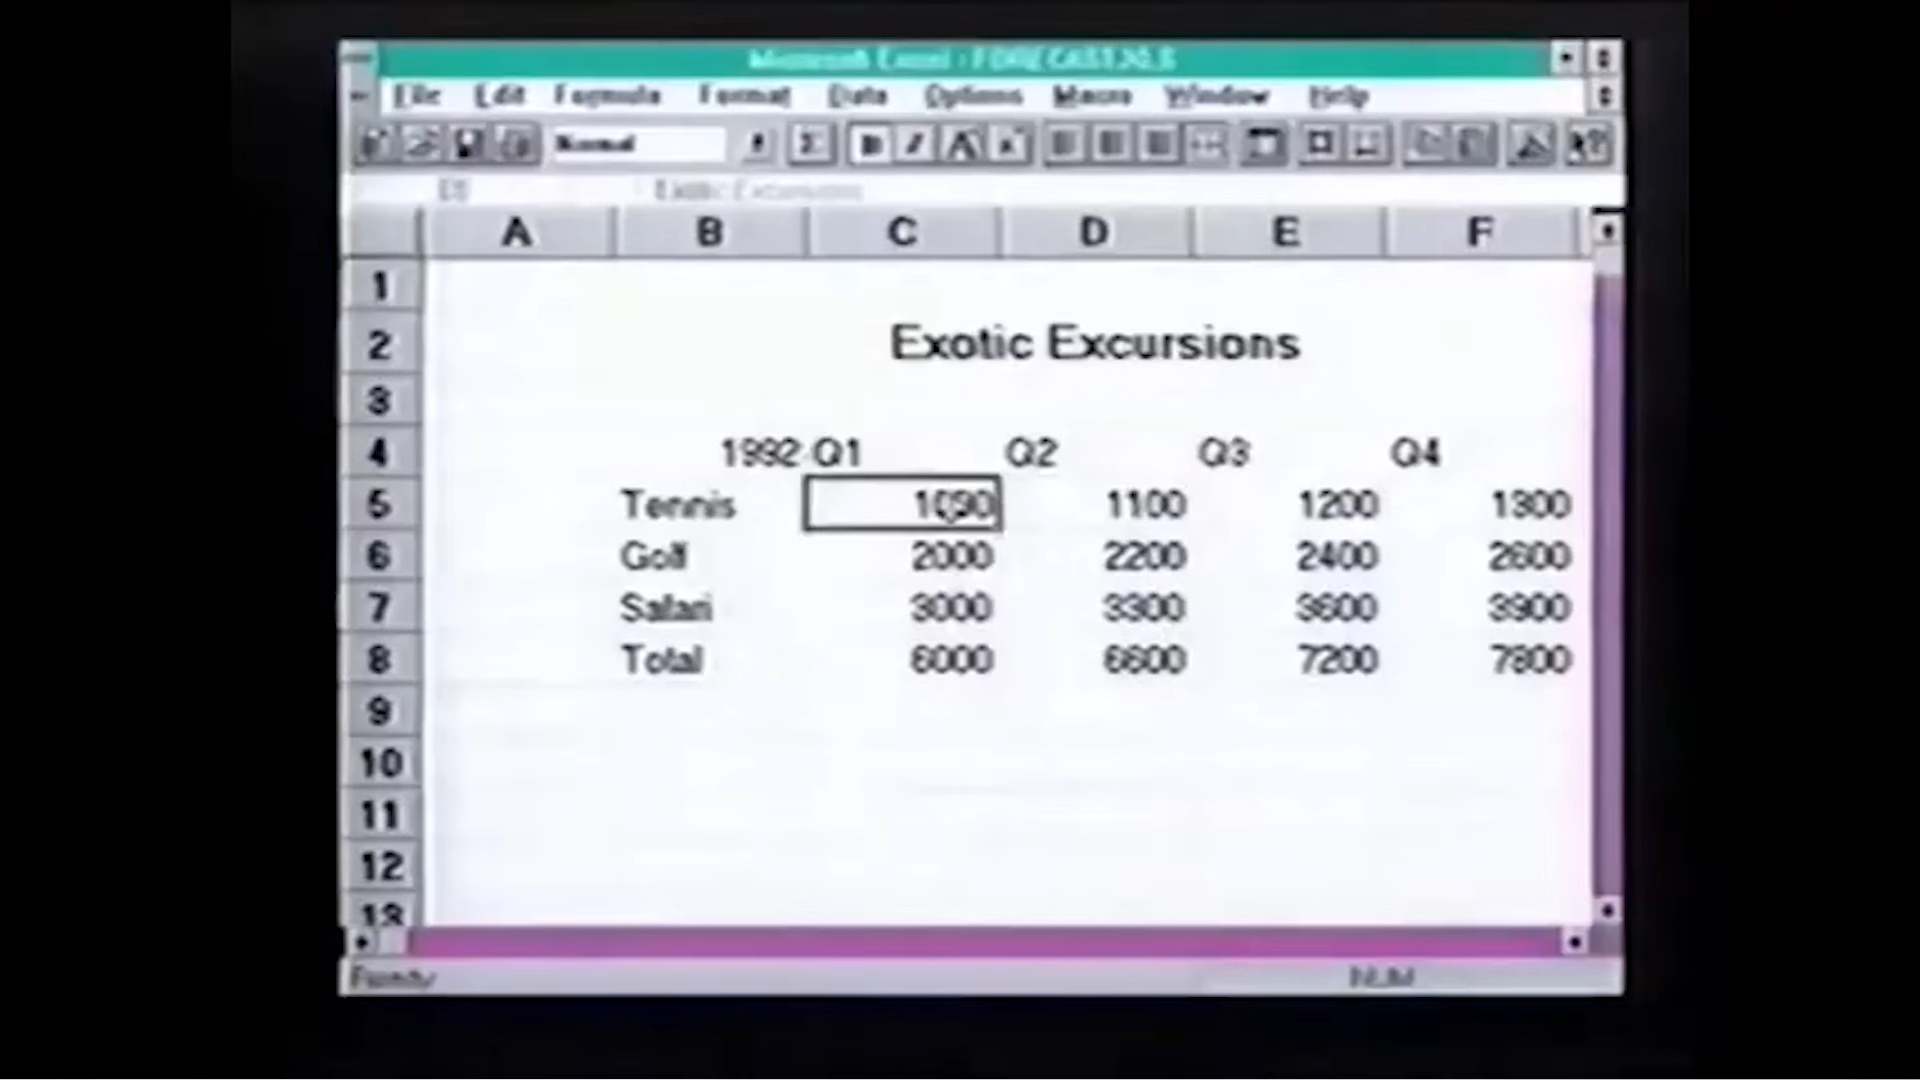 Microsoft Excel - FORECAST.XLS
File Edit Formula Format Data Options Macro Window Help
Normal Σ B I A A
Exotic Excursions
A B C D E F
1
2 Exotic Excursions
3
4 1992 Q1 Q2 Q3 Q4
5 Tennis 1000 1100 1200 1300
6 Golf 2000 2200 2400 2600
7 Safari 3000 3300 3600 3900
8 Total 6000 6600 7200 7800
9
10
11
12
13
Ready NUM